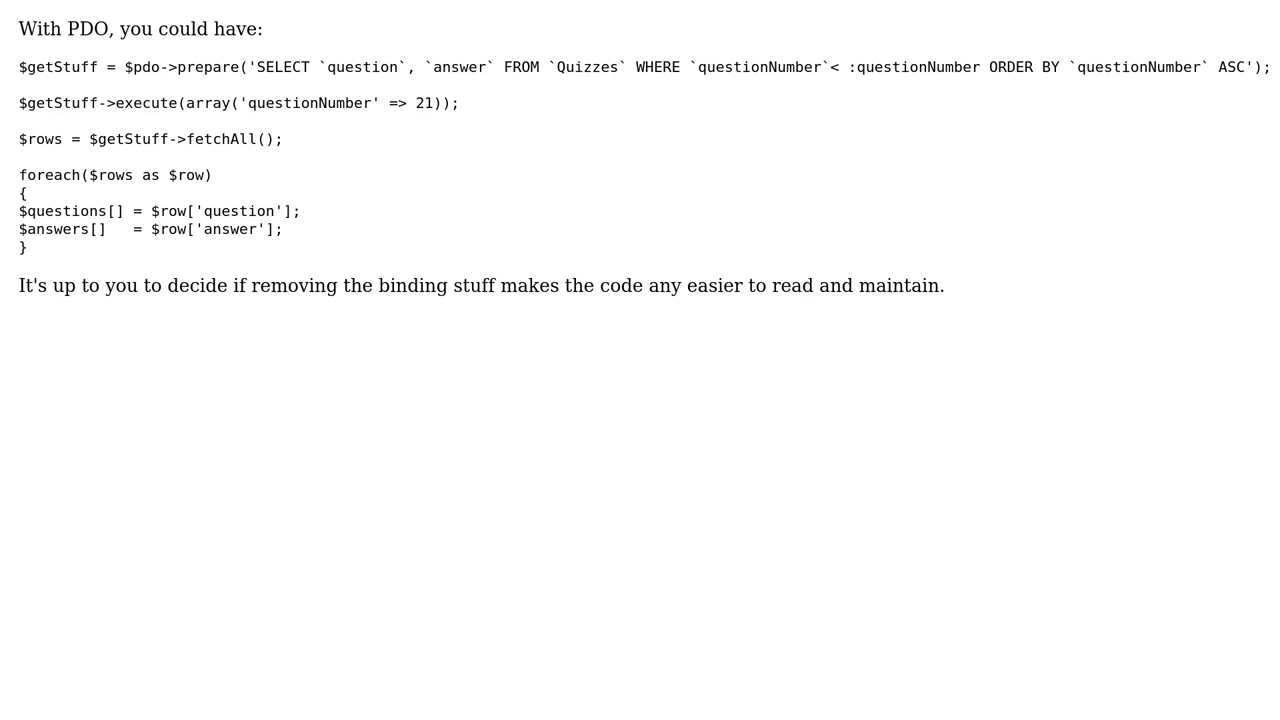 With PDO, you could have:
$getStuff = $pdo->prepare('SELECT `question`, `answer` FROM `Quizzes` WHERE `questionNumber`< :questionNumber ORDER BY `questionNumber` ASC');
$getStuff->execute(array('questionNumber' => 21));
$rows = $getStuff->fetchAll();
foreach($rows as $row)
{
$questions[] = $row['question'];
$answers[]   = $row['answer'];
}
It's up to you to decide if removing the binding stuff makes the code any easier to read and maintain.